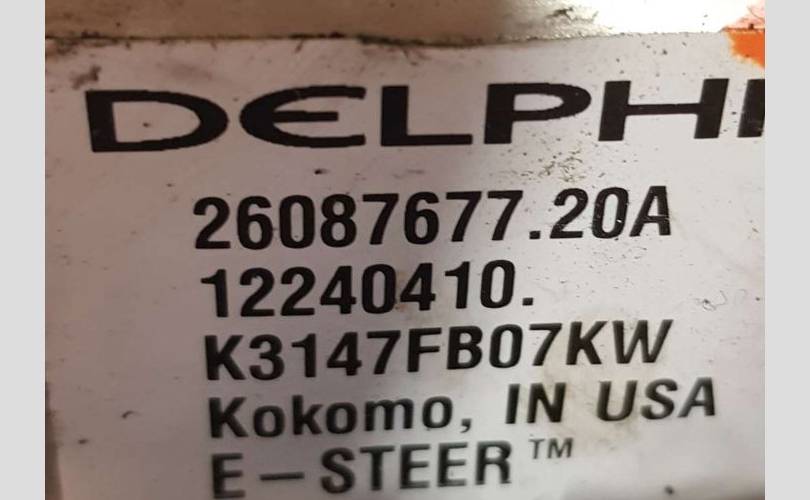 DELPHI
26087677.20A
12240410.
K3147FB07KW
Kokomo, IN USA
E-STEER™